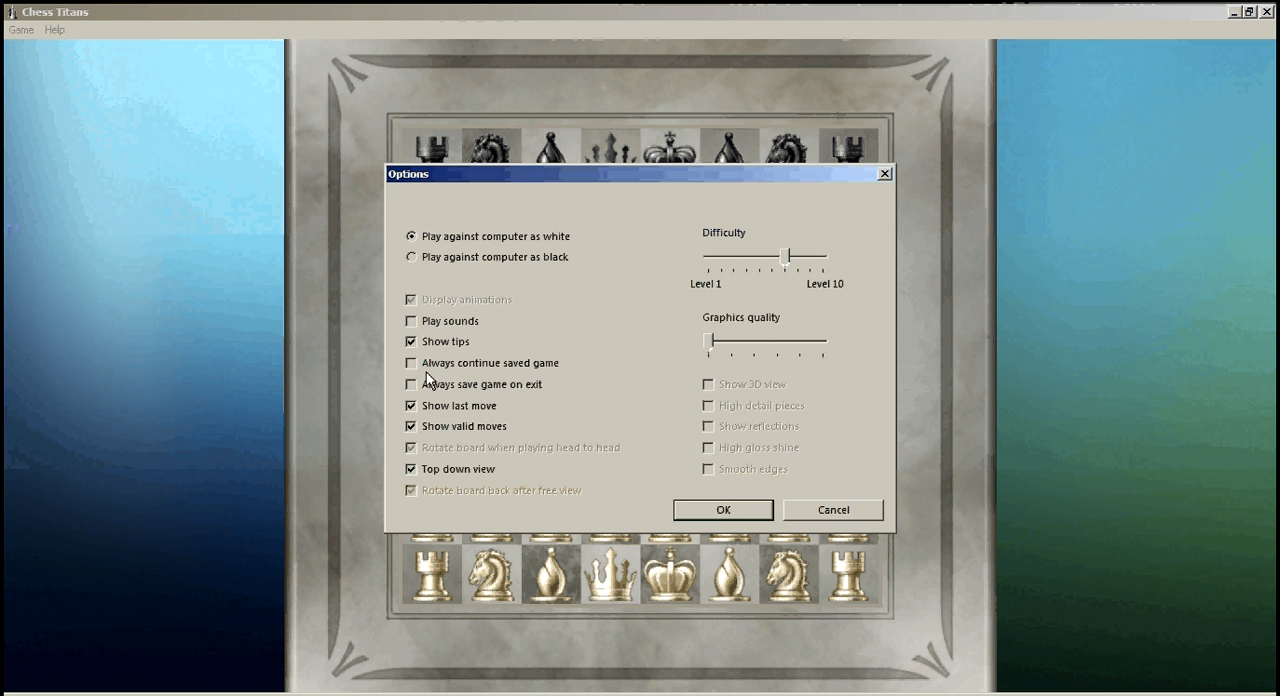 Chess Titans
Game Help
Options
Play against computer as white
Play against computer as black
Display animations
Play sounds
Show tips
Always continue saved game
Always save game on exit
Show last move
Show valid moves
Rotate board when playing head to head
Top down view
Rotate board back after free view
Difficulty
Level 1 Level 10
Graphics quality
Show 3D view
High detail pieces
Show reflections
High gloss shine
Smooth edges
OK Cancel